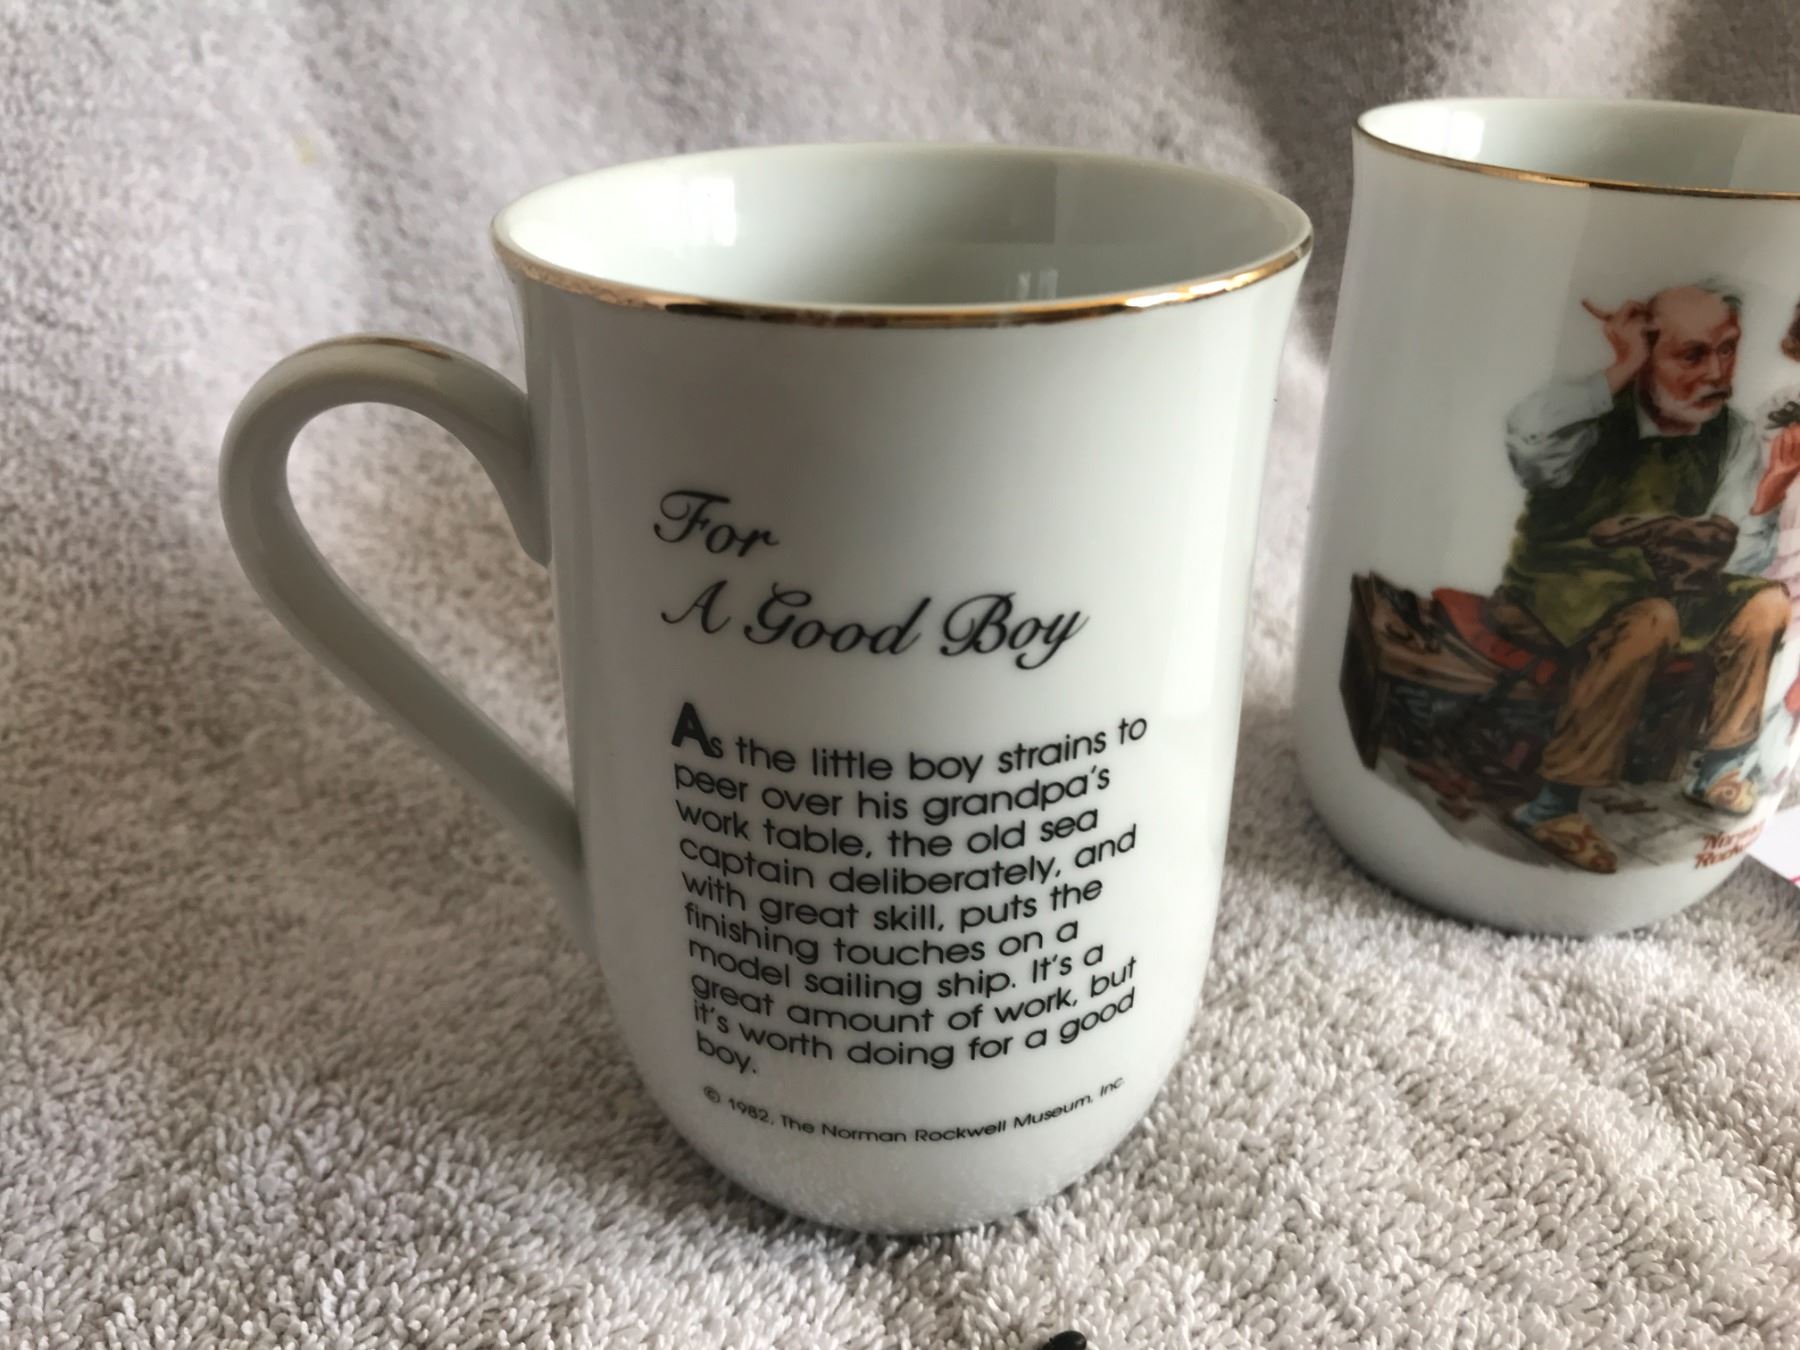 For
A Good Boy
As the little boy strains to
peer over his grandpa's
work table, the old sea
captain deliberately, and
with great skill, puts the
finishing touches on a
model sailing ship. It's a
great amount of work, but
it's worth doing for a good
boy.
© 1982, The Norman Rockwell Museum, Inc.